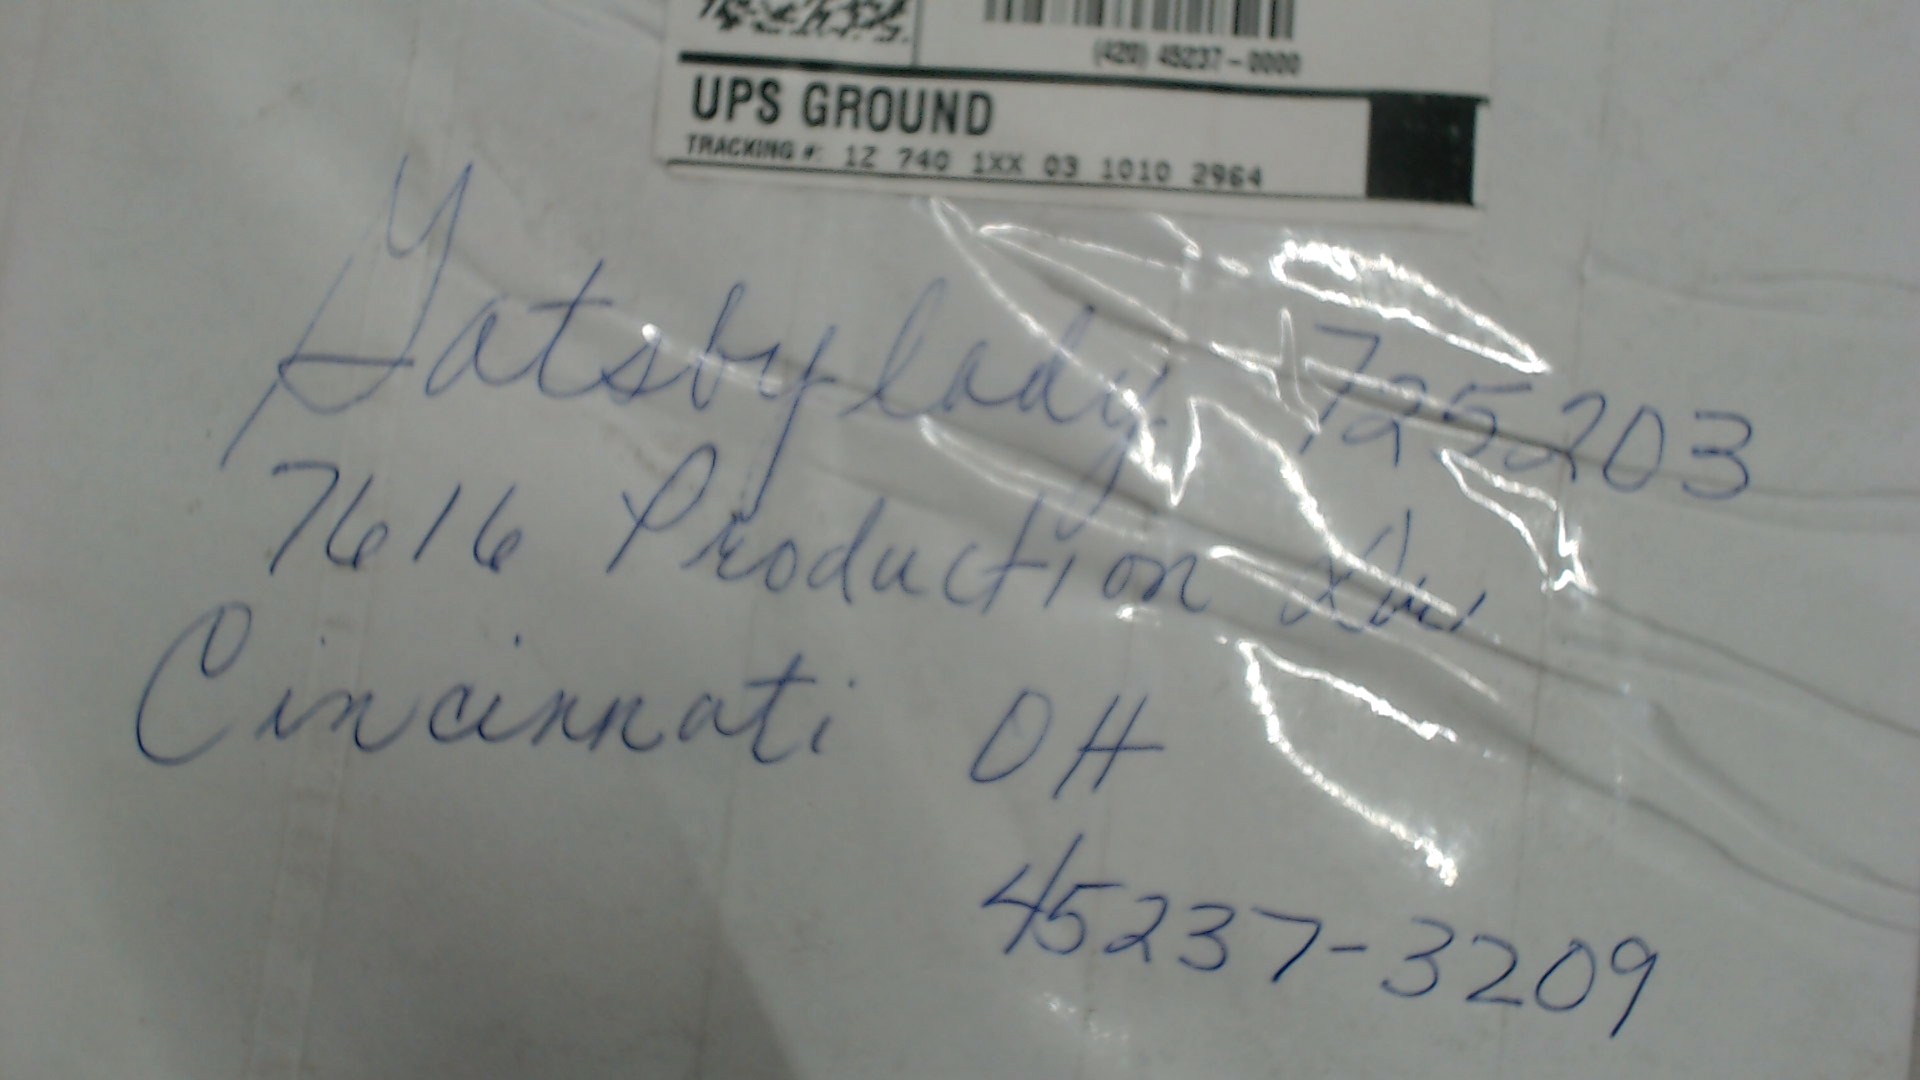 (420) 45237-0000
UPS GROUND
TRACKING #: 1Z 740 1XX 03 1010 2964
Gatsbylady 725203
7616 Production Dr.
Cincinnati OH
45237-3209